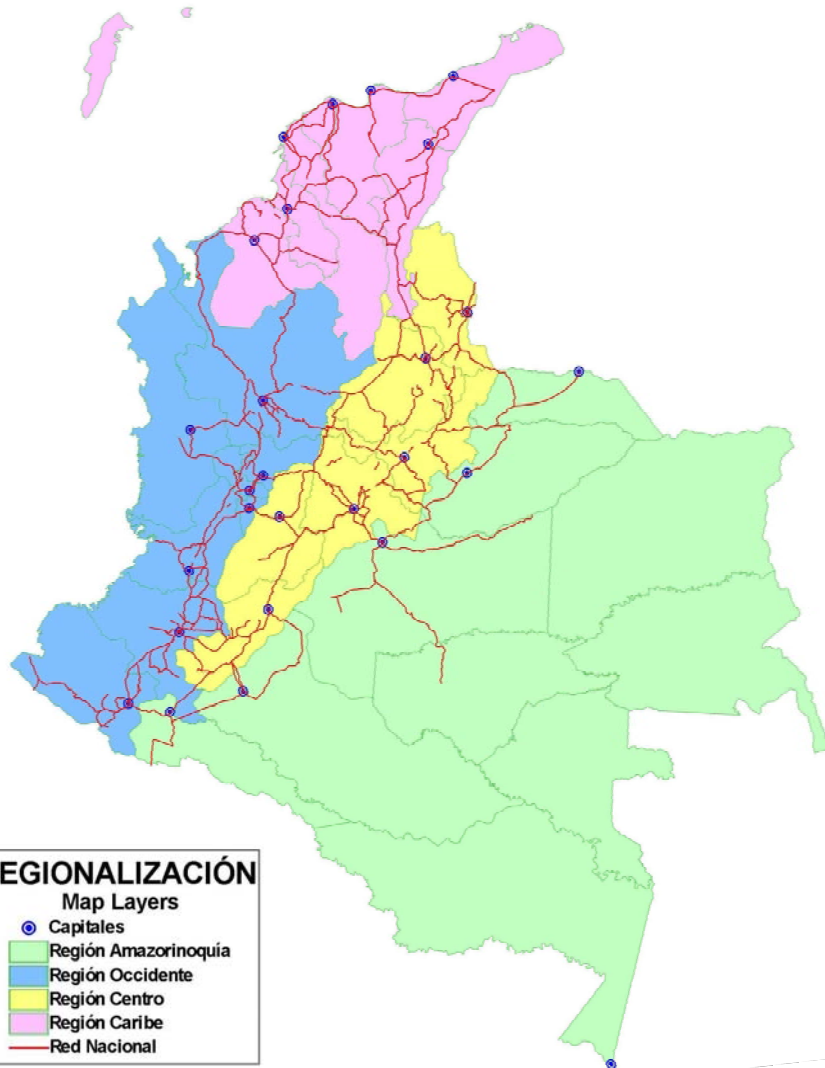 EGIONALIZACIÓN
Map Layers
Capitales
Región Amazorinoquía
Región Occidente
Región Centro
Región Caribe
Red Nacional